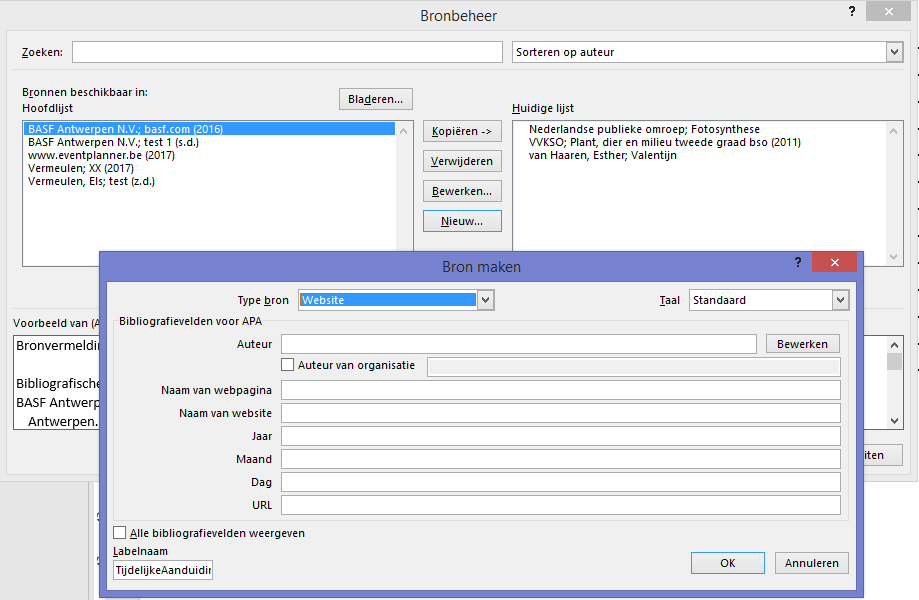 Bronbeheer
?
Zoeken:
Sorteren op auteur
Bronnen beschikbaar in:
Hoofdlijst
Bladeren...
Huidige lijst
BASF Antwerpen N.V.; basf.com (2016)
BASF Antwerpen N.V.; test 1 (s.d.)
www.eventplanner.be (2017)
Vermeulen; XX (2017)
Vermeulen, Els; test (z.d.)
Kopiëren ->
Verwijderen
Bewerken...
Nieuw...
Nederlandse publieke omroep; Fotosynthese
VVKSO; Plant, dier en milieu tweede graad bso (2011)
van Haaren, Esther; Valentijn
Voorbeeld van (A
Bronvermeldin
Bibliografische
BASF Antwerp
Antwerpen.
iten
Bron maken
?
Type bron
Website
Taal
Standaard
Bibliografievelden voor APA
Auteur
Bewerken
Auteur van organisatie
Naam van webpagina
Naam van website
Jaar
Maand
Dag
URL
Alle bibliografievelden weergeven
Labelnaam
TijdelijkeAanduidin
OK
Annuleren